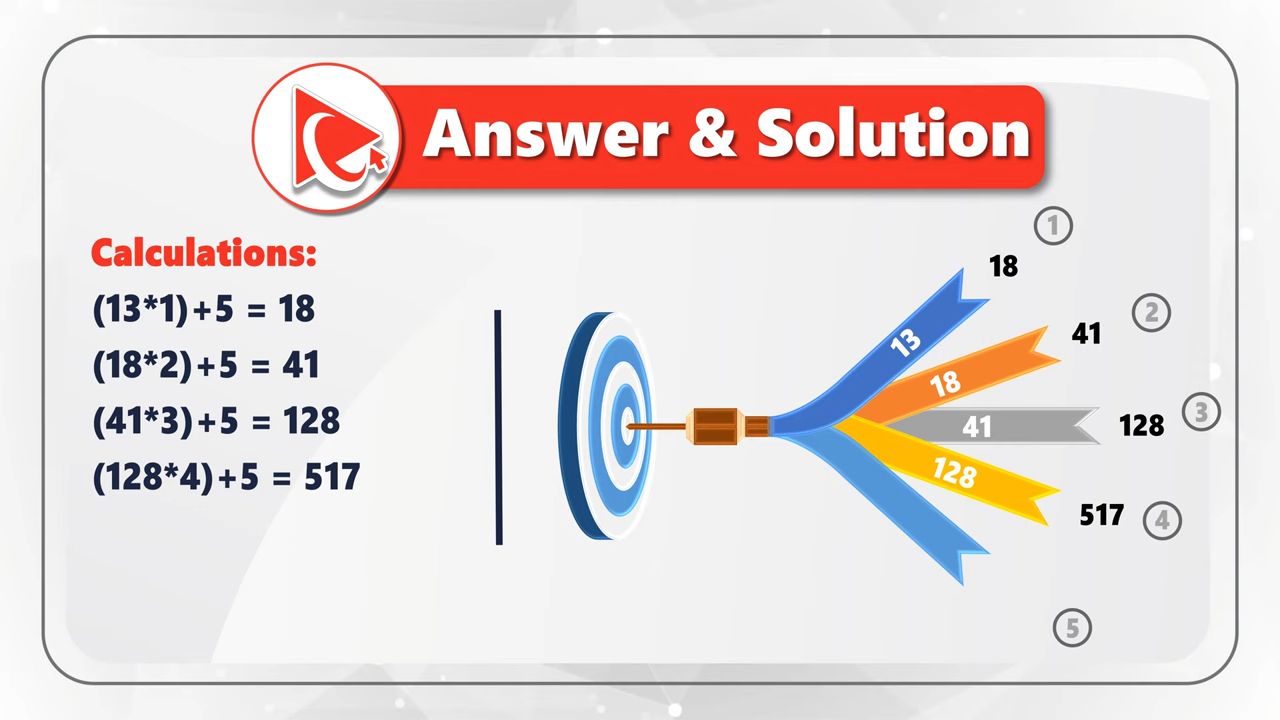 Answer & Solution
Calculations:
(13*1)+5 = 18
(18*2)+5 = 41
(41*3)+5 = 128
(128*4)+5 = 517
1
18
13
2
41
18
3
128
41
128
517
4
5